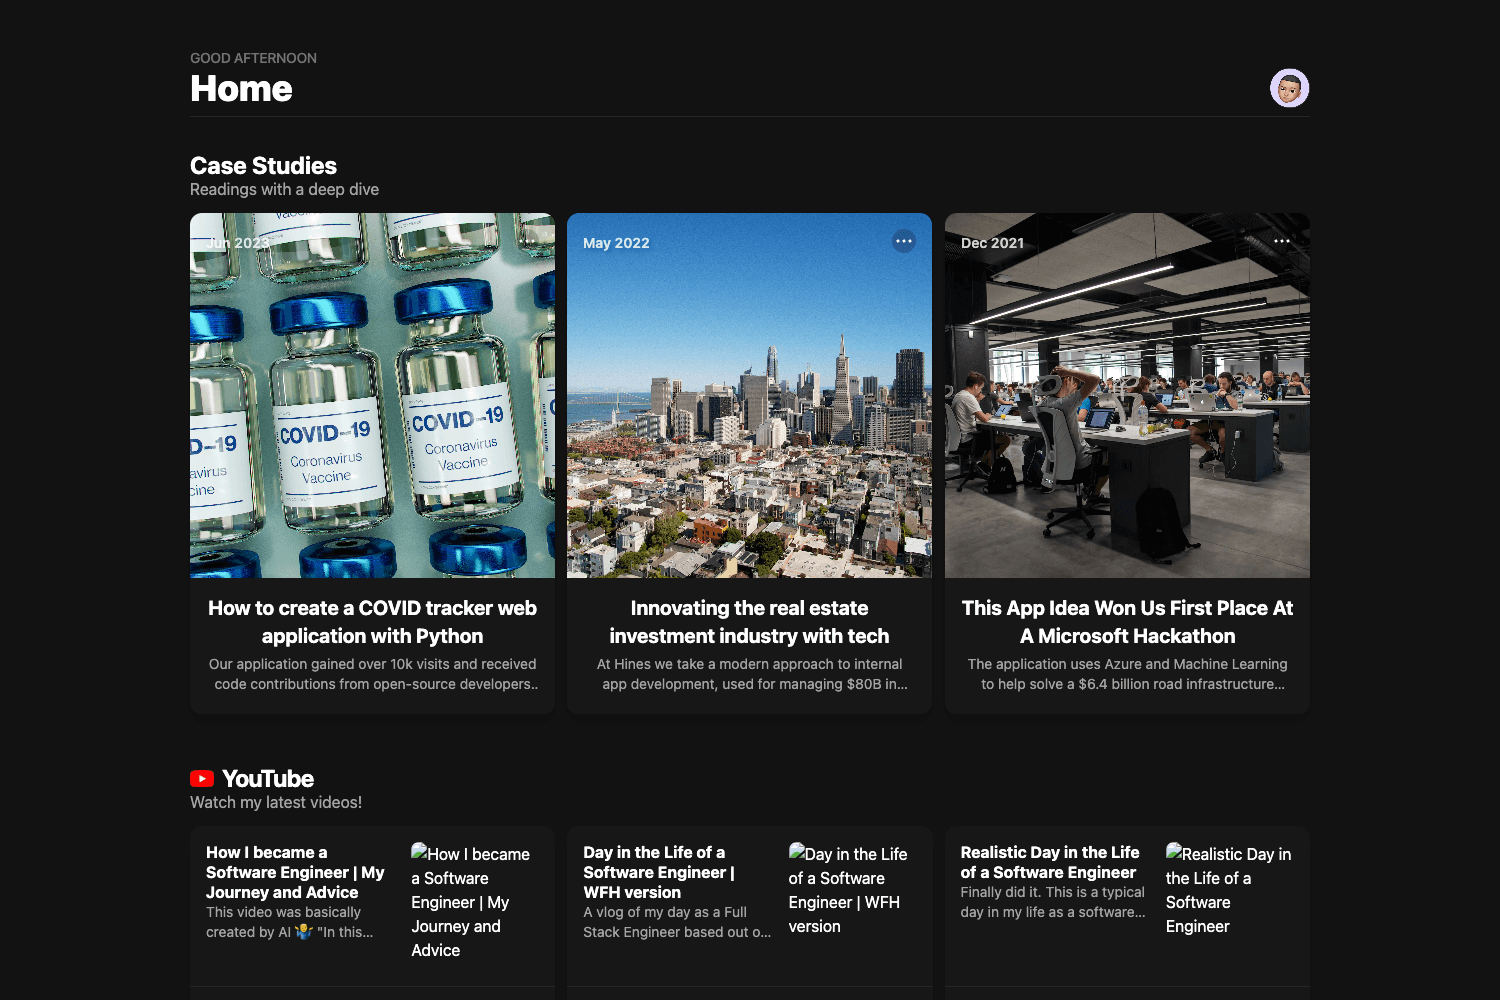 GOOD AFTERNOON
Home
Case Studies
Readings with a deep dive
Jun 2023
COVID-19
Coronavirus
Vaccine
COVID-19
Coronavirus
Vaccine
D-19
avirus
cine
How to create a COVID tracker web
application with Python
Our application gained over 10k visits and received
code contributions from open-source developers..
May 2022
Innovating the real estate
investment industry with tech
At Hines we take a modern approach to internal
app development, used for managing $80B in...
Dec 2021
This App Idea Won Us First Place At
A Microsoft Hackathon
The application uses Azure and Machine Learning
to help solve a $6.4 billion road infrastructure...
YouTube
Watch my latest videos!
How I became a
Software Engineer | My
Journey and Advice
This video was basically
created by AI 🤷‍♂️ "In this...
How I became
a Software
Engineer | My
Journey and
Advice
Day in the Life of a
Software Engineer |
WFH version
A vlog of my day as a Full
Stack Engineer based out o...
Day in the Life
of a Software
Engineer | WFH
version
Realistic Day in the Life
of a Software Engineer
Finally did it. This is a typical
day in my life as a software...
Realistic Day in
the Life of a
Software
Engineer